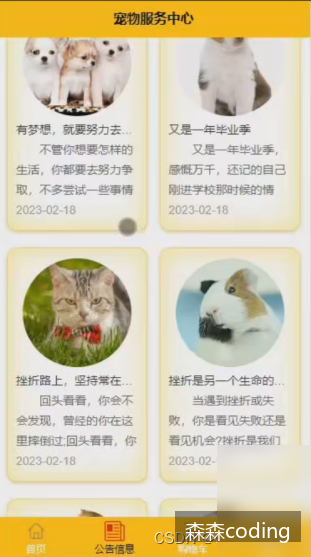 宠物服务中心
有梦想，就要努力去...
不管你想要怎样的
生活，你都要去努力争
取，不多尝试一些事情
2023-02-18
又是一年毕业季
又是一年毕业季，
感慨万千，还记的自己
刚进学校那时候的情
2023-02-18
挫折路上，坚持常在...
回头看看，你会不
会发现，曾经的你在这
里摔倒过;回头看看，你
2023-02-18
挫折是另一个生命的...
当遇到挫折或失
败，你是看见失败还是
看见机会?挫折是我们
2023-02-18
首页
公告信息
购物车
森森coding